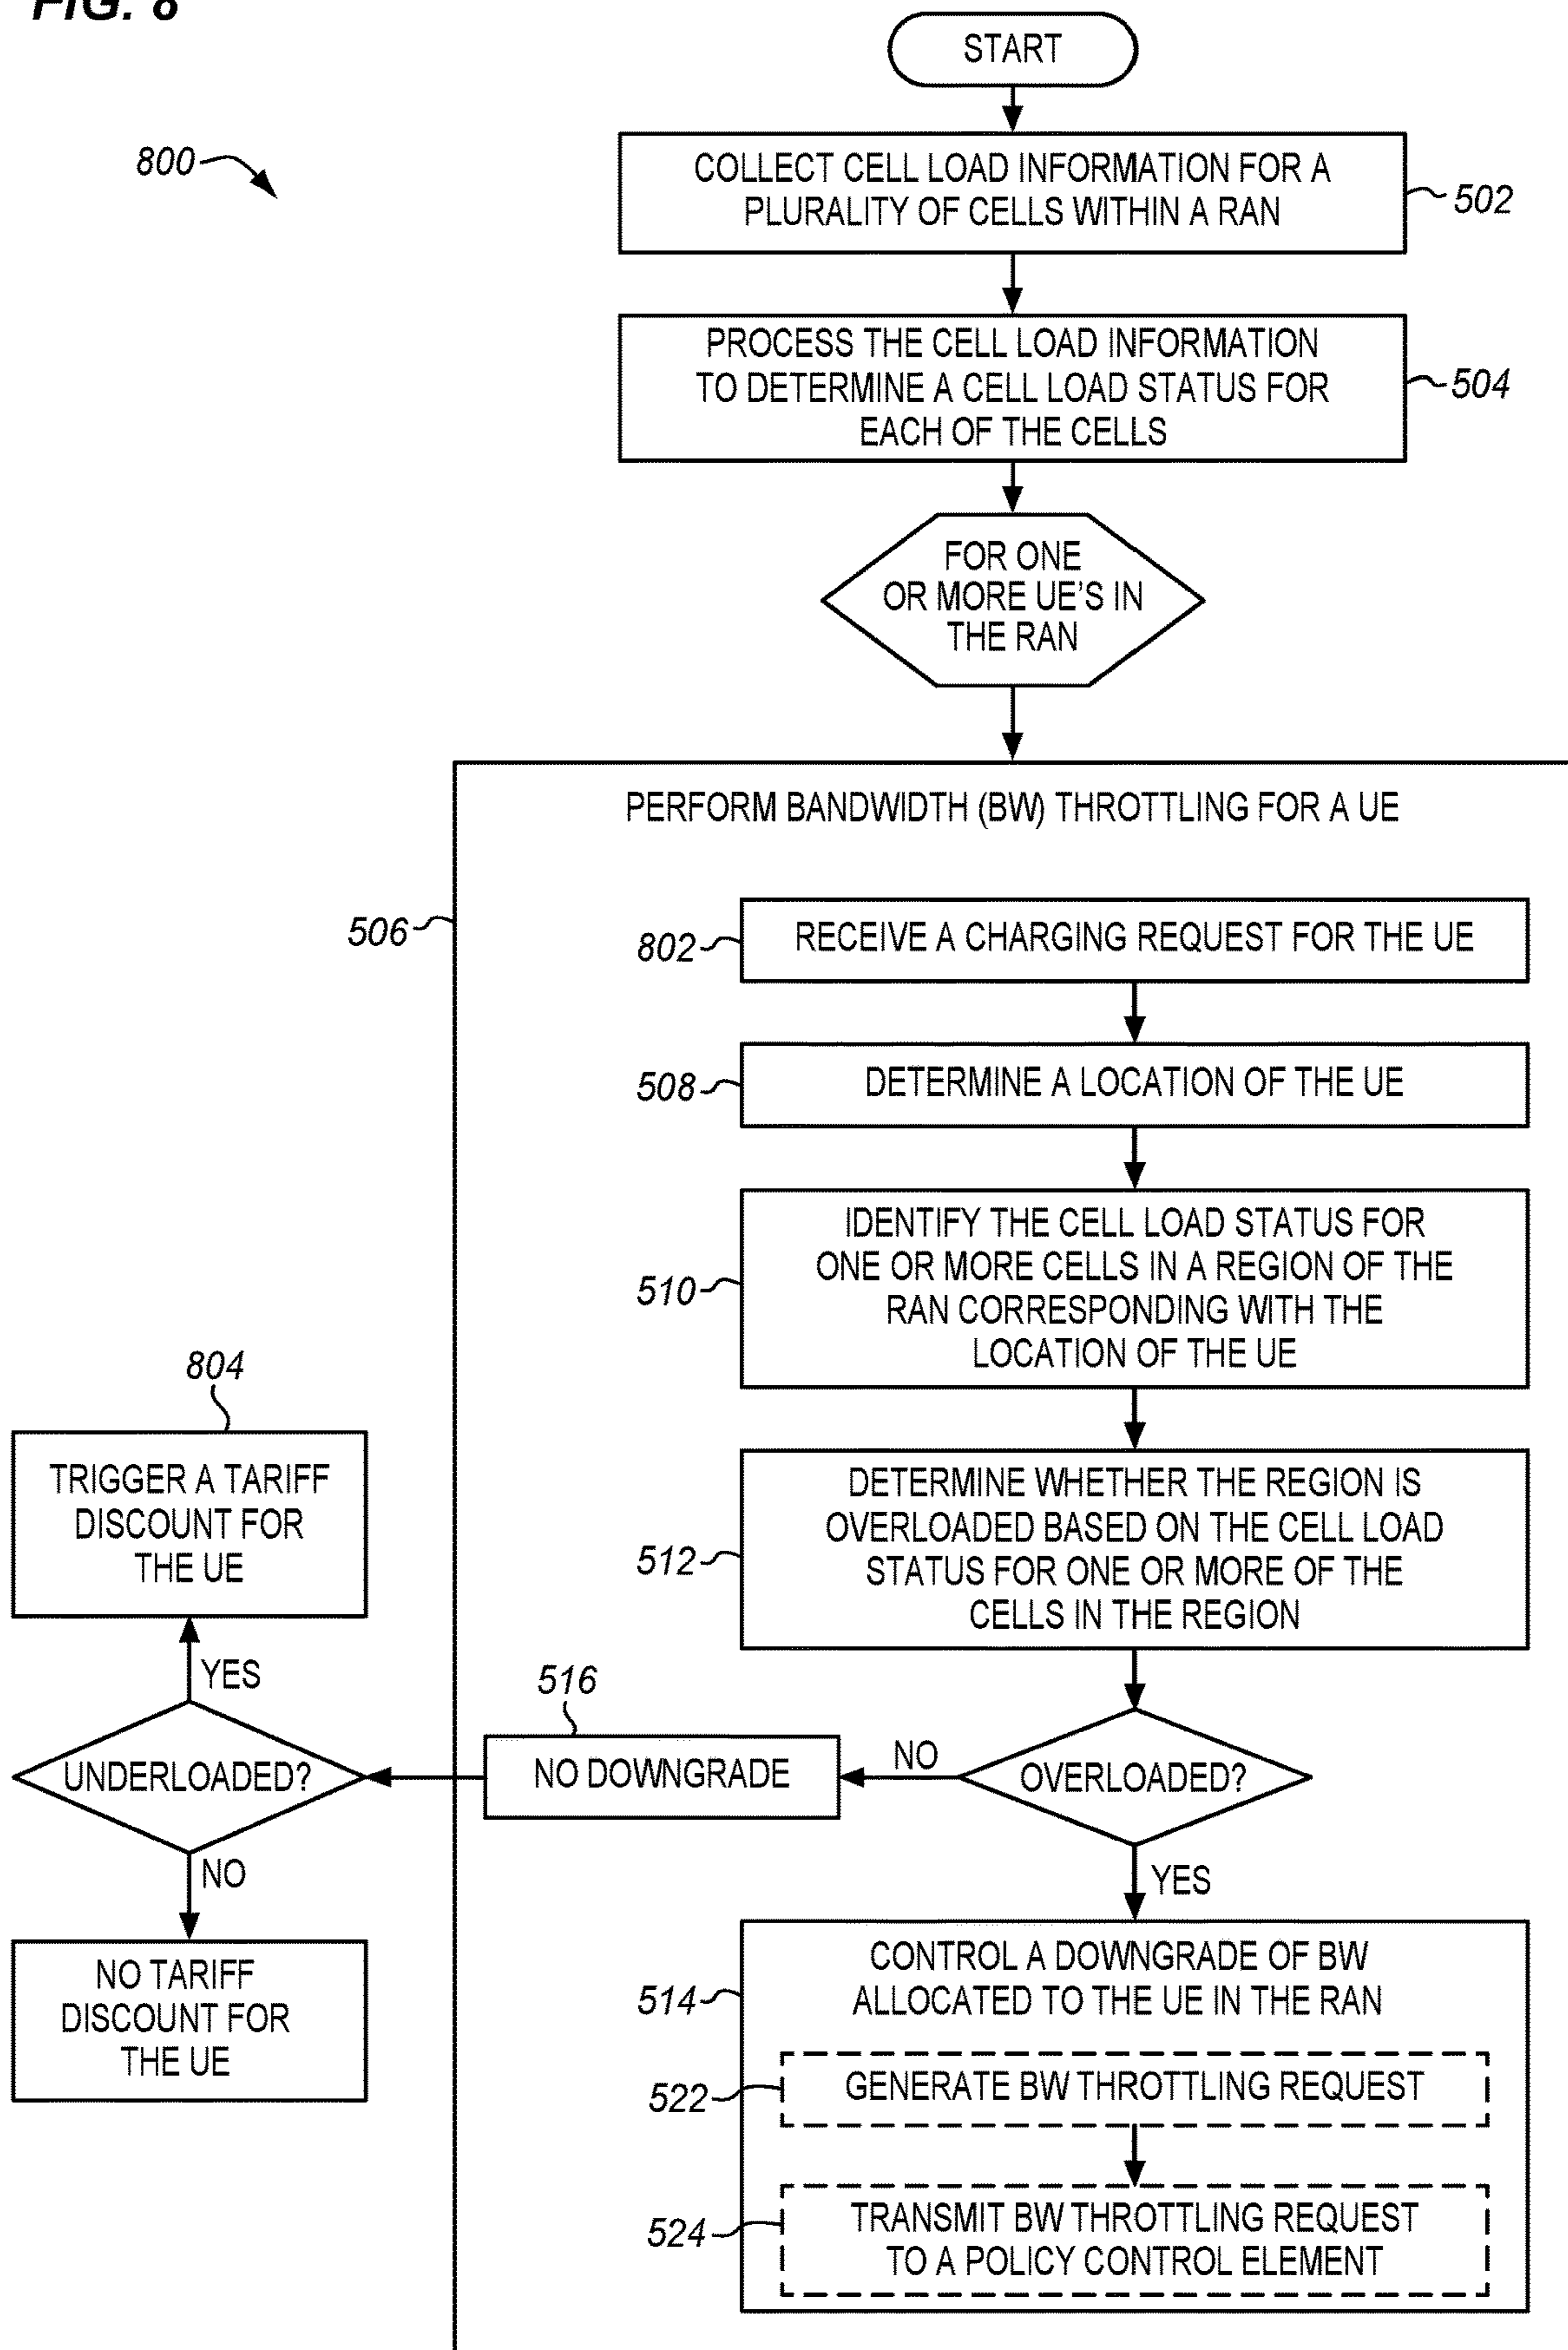 FIG. 8
START
800
COLLECT CELL LOAD INFORMATION FOR A
PLURALITY OF CELLS WITHIN A RAN
502
PROCESS THE CELL LOAD INFORMATION
TO DETERMINE A CELL LOAD STATUS FOR
EACH OF THE CELLS
504
FOR ONE
OR MORE UE'S IN
THE RAN
PERFORM BANDWIDTH (BW) THROTTLING FOR A UE
506
802
RECEIVE A CHARGING REQUEST FOR THE UE
508
DETERMINE A LOCATION OF THE UE
510
IDENTIFY THE CELL LOAD STATUS FOR
ONE OR MORE CELLS IN A REGION OF THE
RAN CORRESPONDING WITH THE
LOCATION OF THE UE
512
DETERMINE WHETHER THE REGION IS
OVERLOADED BASED ON THE CELL LOAD
STATUS FOR ONE OR MORE OF THE
CELLS IN THE REGION
OVERLOADED?
NO
516
NO DOWNGRADE
UNDERLOADED?
YES
804
TRIGGER A TARIFF
DISCOUNT FOR
THE UE
NO
NO TARIFF
DISCOUNT FOR
THE UE
YES
514
CONTROL A DOWNGRADE OF BW
ALLOCATED TO THE UE IN THE RAN
522
GENERATE BW THROTTLING REQUEST
524
TRANSMIT BW THROTTLING REQUEST
TO A POLICY CONTROL ELEMENT